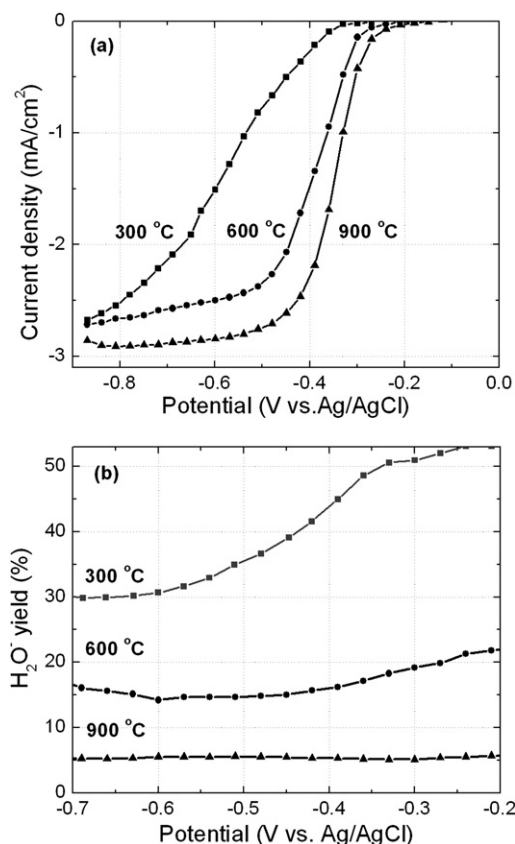 (a)
Current density (mA/cm²)
0
-1
-2
-3
300 °C
600 °C
900 °C
-0.8 -0.6 -0.4 -0.2 0.0
Potential (V vs.Ag/AgCl)
(b)
H₂O⁻ yield (%)
50
40
30
20
10
0
300 °C
600 °C
900 °C
-0.7 -0.6 -0.5 -0.4 -0.3 -0.2
Potential (V vs. Ag/AgCl)